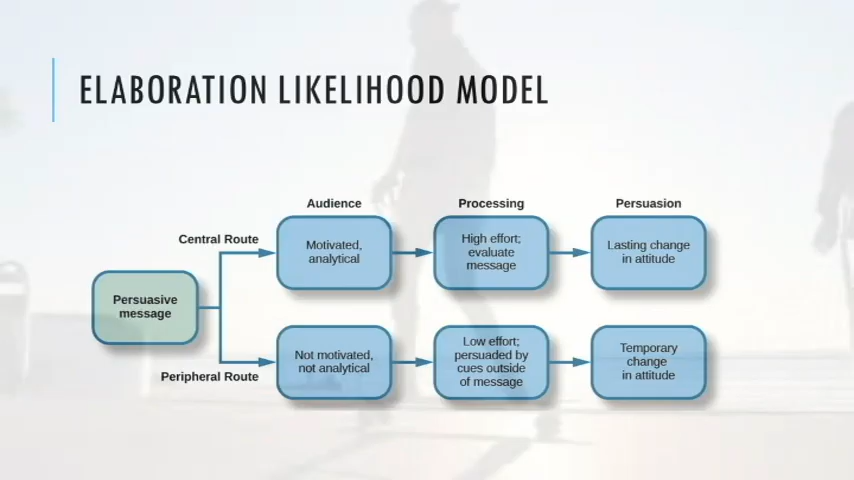 ELABORATION LIKELIHOOD MODEL
Audience
Processing
Persuasion
Central Route
Motivated,
analytical
High effort;
evaluate
message
Lasting change
in attitude
Persuasive
message
Peripheral Route
Not motivated,
not analytical
Low effort;
persuaded by
cues outside
of message
Temporary
change
in attitude